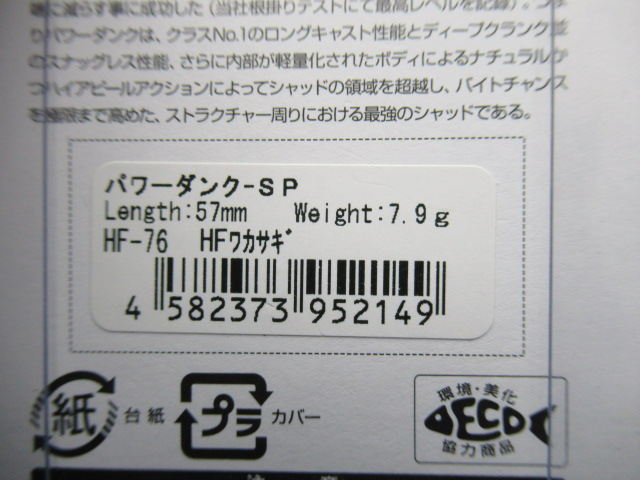 に減らす事に成功した(当社根掛りテストにて最高レベルを記録)。つま
りパワーダンクは、クラスNo.1のロングキャスト性能とディープクランク並
のスナッグレス性能、さらに内部が軽量化されたボディによるナチュラルか
つハイアピールアクションによってシャッドの領域を超越し、バイトチャンス
を極限まで高めた、ストラクチャー周りにおける最強のシャッドである。
パワーダンク-SP
Length:57mm Weight:7.9g
HF-76 HFワカサギ
4 582373 952149
紙 台紙 プラ カバー
環境・美化
ECO
協力商品
注意